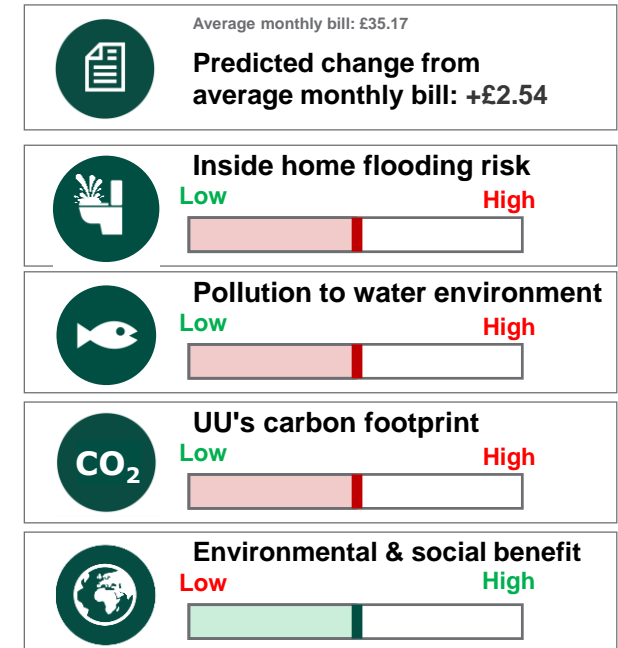 Average monthly bill: £35.17
Predicted change from
average monthly bill: +£2.54
Inside home flooding risk
Low
High
Pollution to water environment
Low
High
CO₂
UU's carbon footprint
Low
High
Environmental & social benefit
Low
High